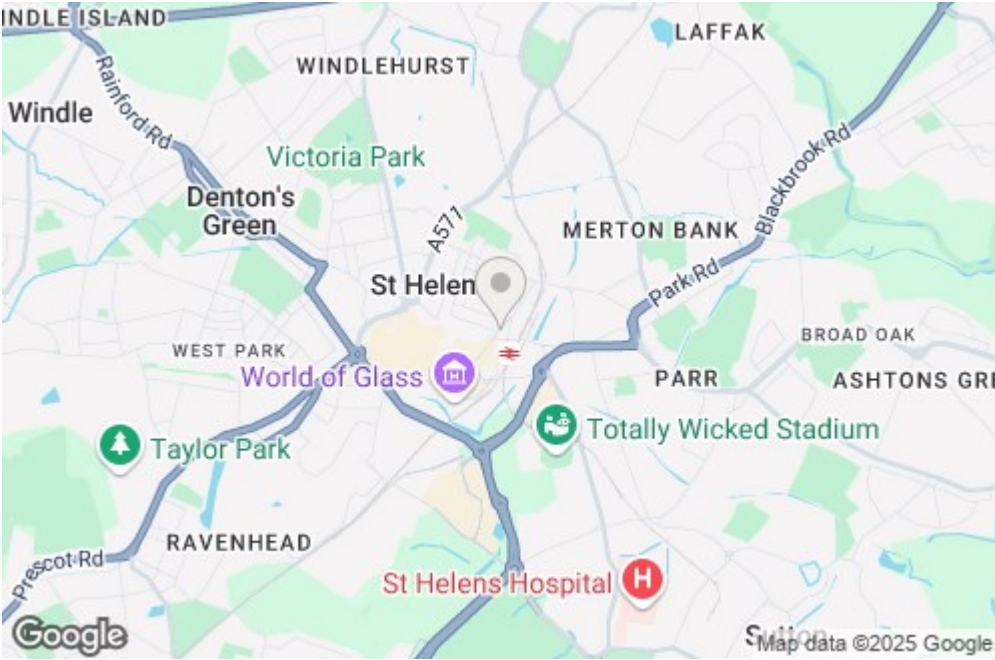 NDLE ISLAND
LAFFAK
WINDLEHURST
Windle
Rainford Rd
Blackbrook Rd
Victoria Park
Denton's
Green
A571
MERTON BANK
St Helen
Park Rd
WEST PARK
BROAD OAK
World of Glass
PARR
ASHTONS GRE
Totally Wicked Stadium
Taylor Park
RAVENHEAD
Prescot Rd
St Helens Hospital
H
Sutton
Google
Map data ©2025 Google